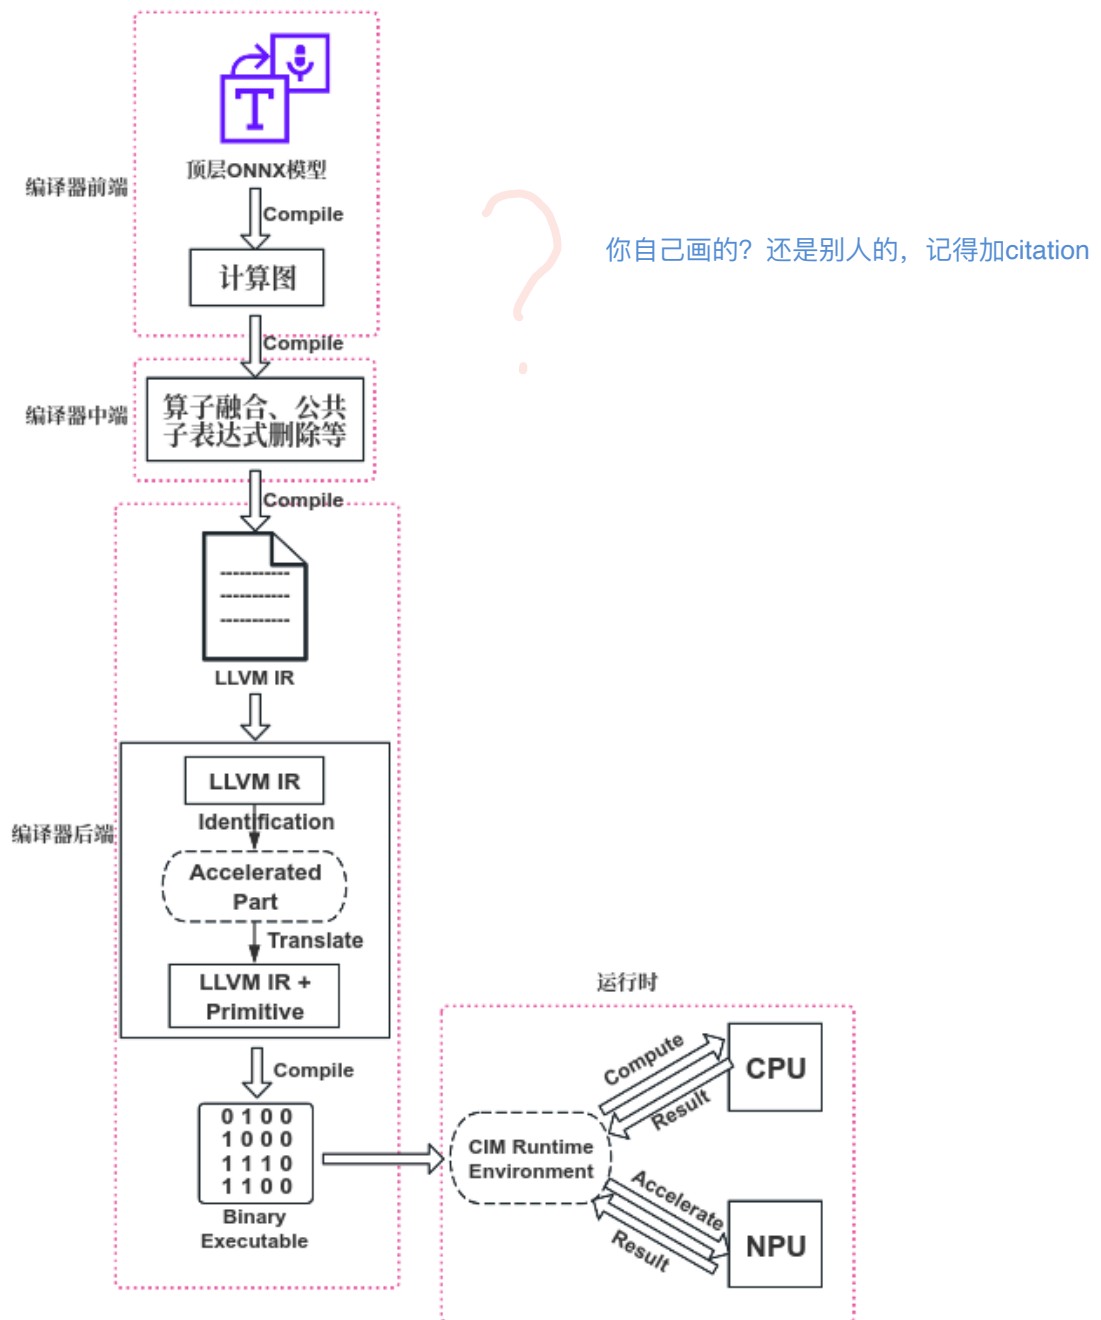 T
顶层ONNX模型
编译器前端
Compile
你自己画的？还是别人的，记得加citation
计算图
Compile
编译器中端
算子融合、公共
子表达式删除等
Compile
LLVM IR
LLVM IR
Identification
编译器后端
Accelerated
Part
Translate
LLVM IR +
Primitive
Compile
0 1 0 0
1 0 0 0
1 1 1 0
1 1 0 0
Binary
Executable
运行时
Compute
CPU
Result
CIM Runtime
Environment
Accelerate
NPU
Result